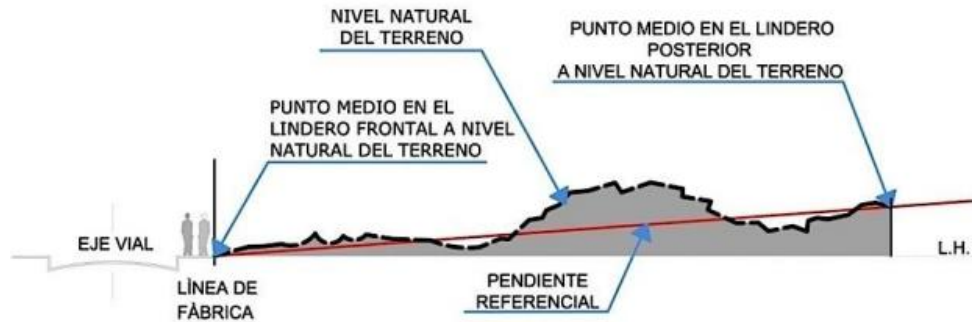 NIVEL NATURAL
DEL TERRENO
PUNTO MEDIO EN EL LINDERO
POSTERIOR
A NIVEL NATURAL DEL TERRENO
PUNTO MEDIO EN EL
LINDERO FRONTAL A NIVEL
NATURAL DEL TERRENO
EJE VIAL
L.H.
LÌNEA DE
FÀBRICA
PENDIENTE
REFERENCIAL